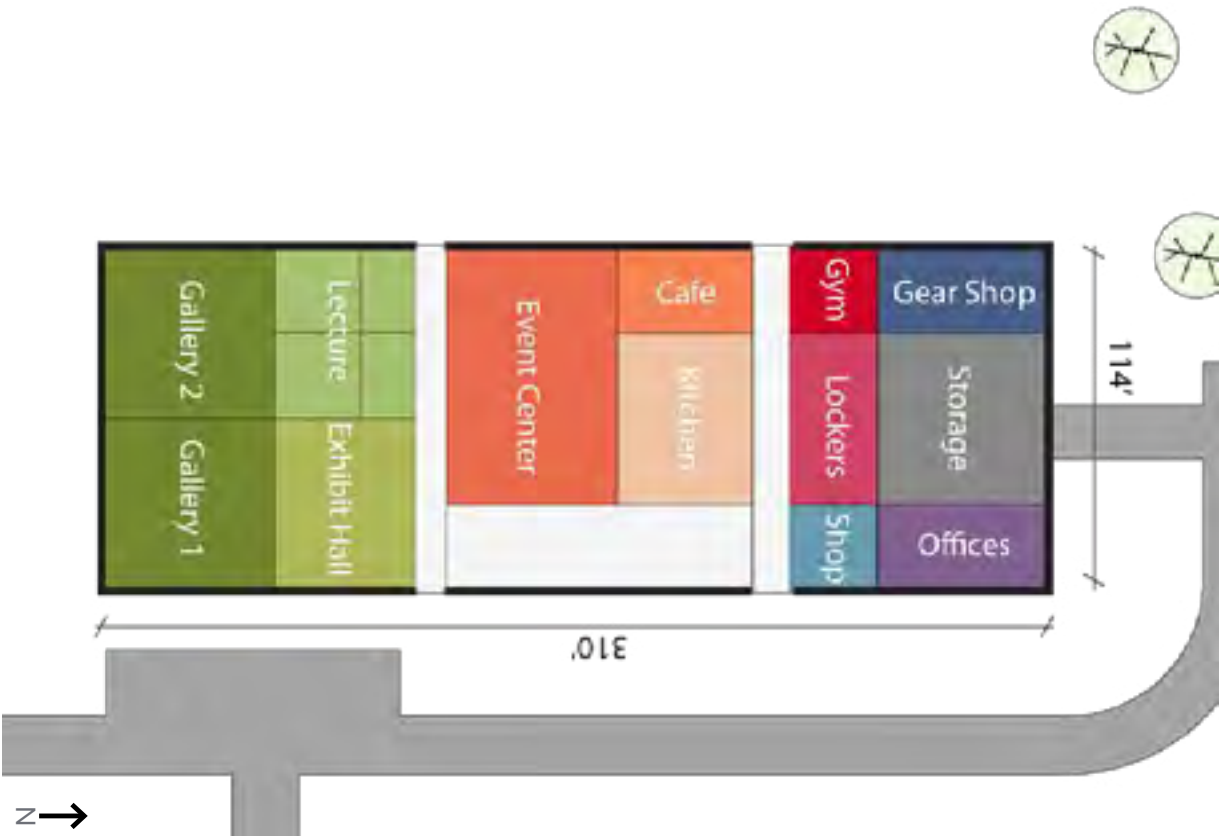 Gallery 2
Lecture
Event Center
Cafe
Gym
Gear Shop
Kitchen
Lockers
Storage
114'
Gallery 1
Exhibit Hall
Shop
Offices
310'
N